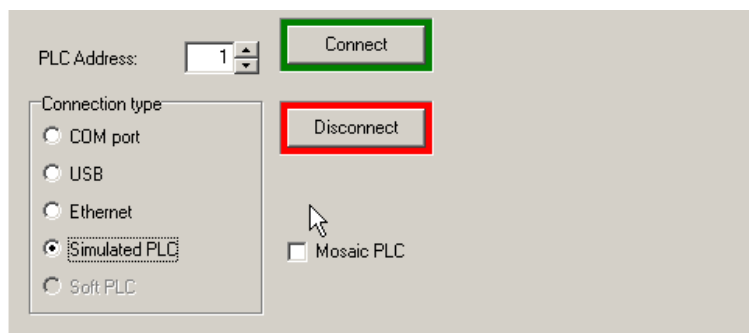 PLC Address:
1
Connect
Connection type
COM port
Disconnect
USB
Ethernet
Simulated PLC
Mosaic PLC
Soft PLC